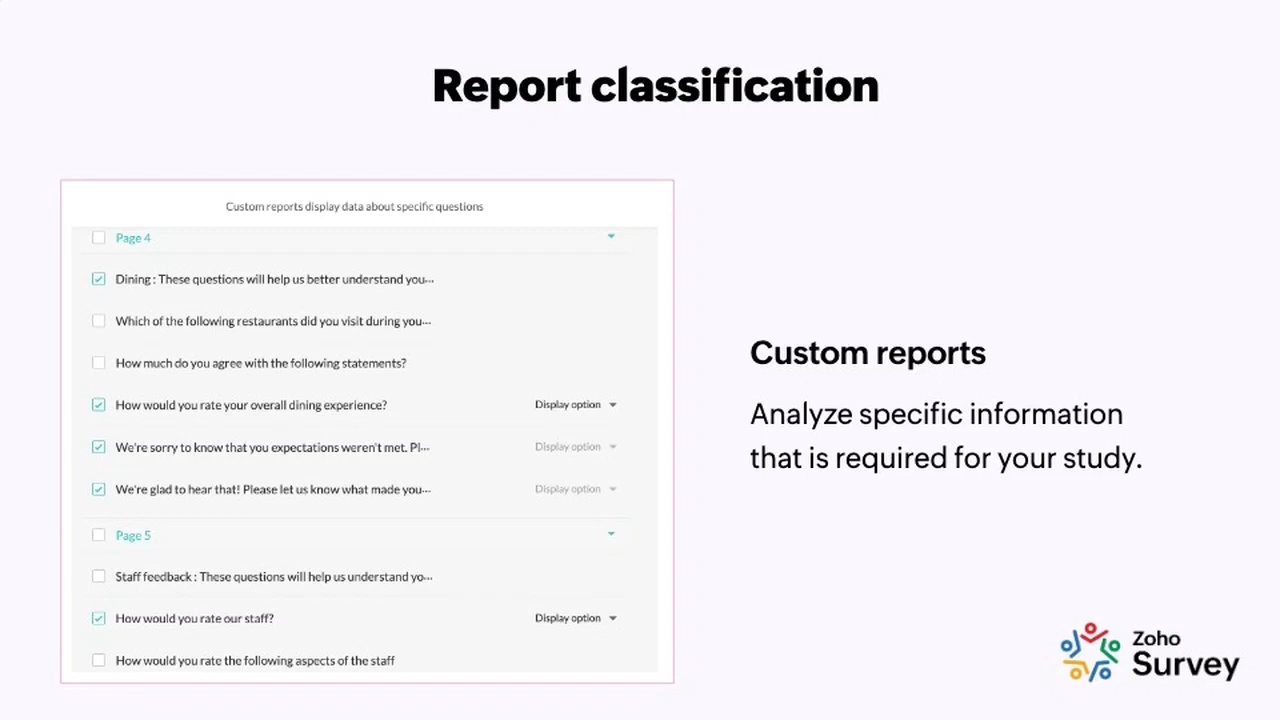 Report classification
Custom reports display data about specific questions
Page 4
Dining : These questions will help us better understand you...
Which of the following restaurants did you visit during you...
How much do you agree with the following statements?
How would you rate your overall dining experience? Display option
We're sorry to know that you expectations weren't met. Pl... Display option
We're glad to hear that! Please let us know what made you... Display option
Page 5
Staff feedback : These questions will help us understand yo...
How would you rate our staff? Display option
How would you rate the following aspects of the staff
Custom reports
Analyze specific information
that is required for your study.
Zoho
Survey